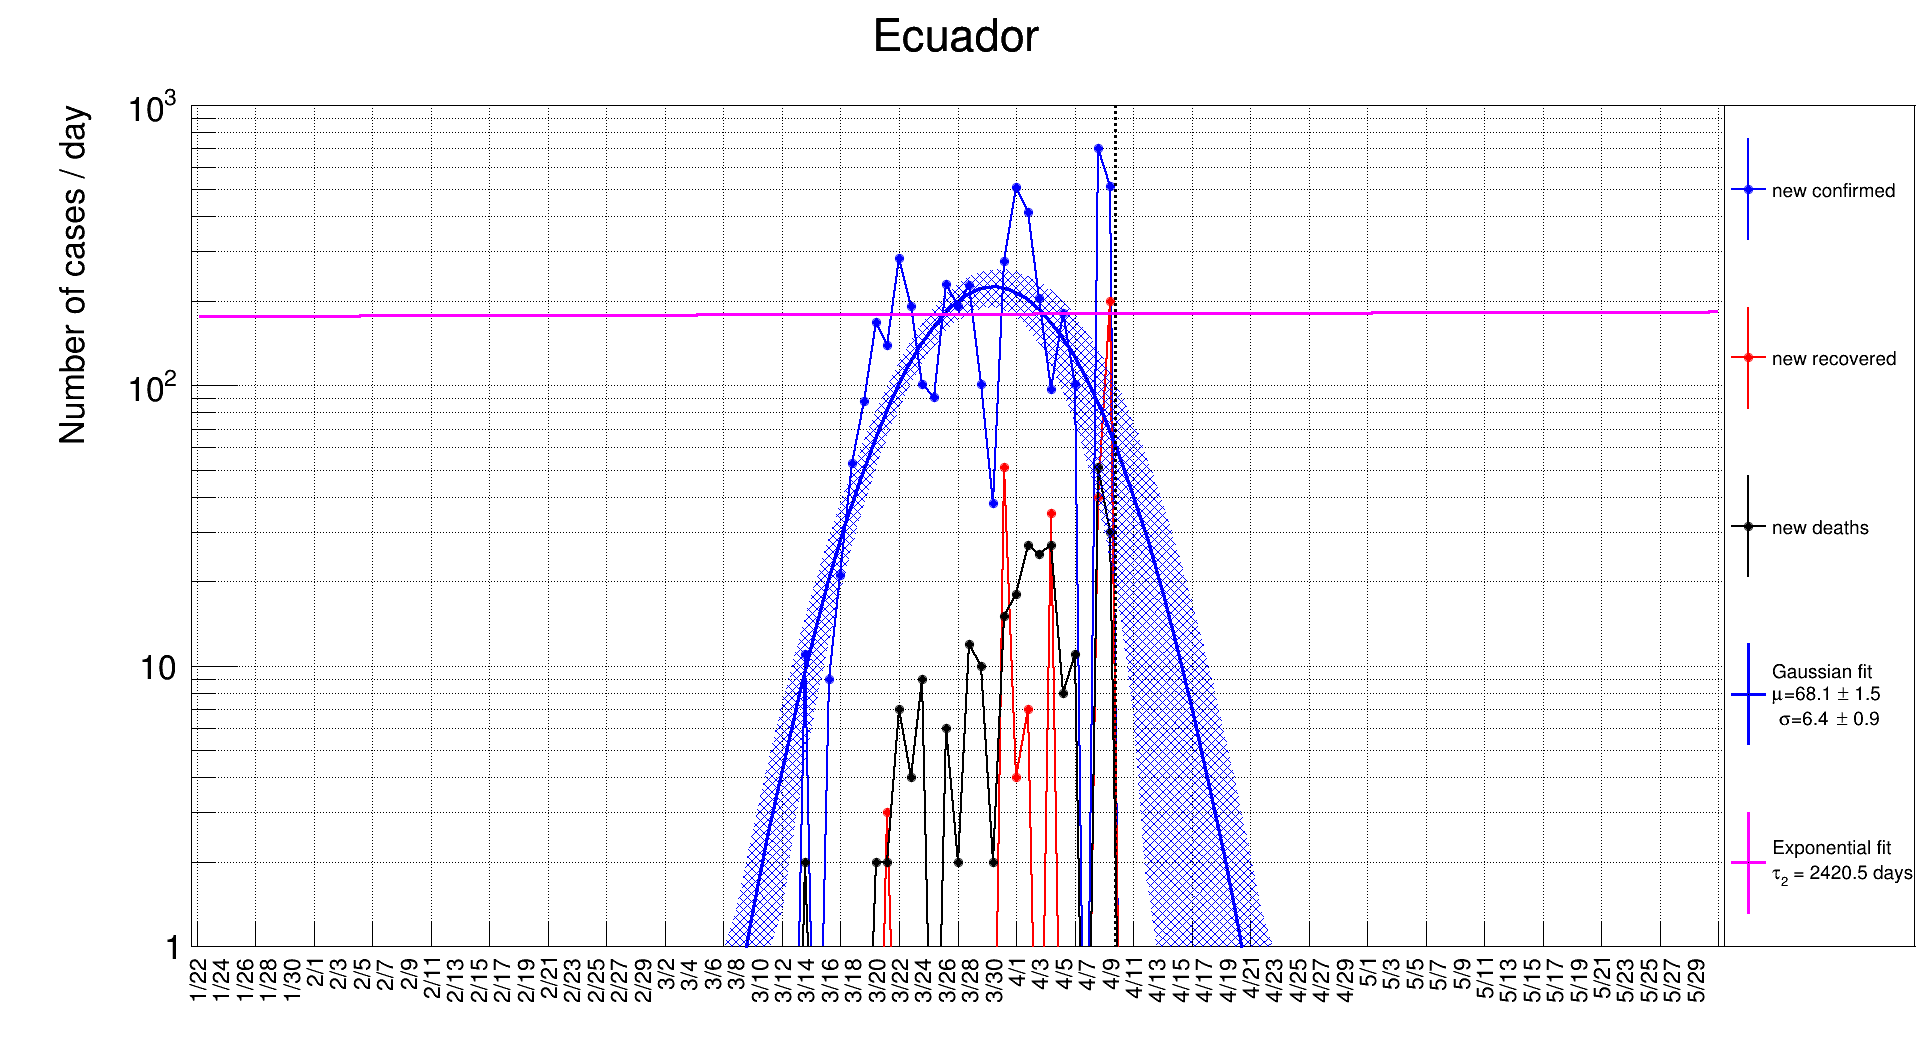 Ecuador
Number of cases / day
10³
10²
10
1
1/22 1/24 1/26 1/28 1/30 2/1 2/3 2/5 2/7 2/9 2/11 2/13 2/15 2/17 2/19 2/21 2/23 2/25 2/27 2/29 3/2 3/4 3/6 3/8 3/10 3/12 3/14 3/16 3/18 3/20 3/22 3/24 3/26 3/28 3/30 4/1 4/3 4/5 4/7 4/9 4/11 4/13 4/15 4/17 4/19 4/21 4/23 4/25 4/27 4/29 5/1 5/3 5/5 5/7 5/9 5/11 5/13 5/15 5/17 5/19 5/21 5/23 5/25 5/27 5/29
new confirmed
new recovered
new deaths
Gaussian fit
μ=68.1 ± 1.5
σ=6.4 ± 0.9
Exponential fit
τ₂ = 2420.5 days